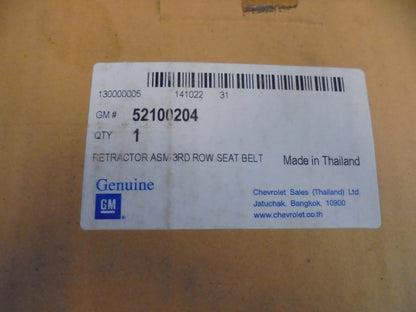 130000005 141022 31
GM # 52100204
QTY 1
RETRACTOR ASM-3RD ROW SEAT BELT Made in Thailand
Genuine
GM
Chevrolet Sales (Thailand) Ltd.
Jatuchak, Bangkok, 10900
www.chevrolet.co.th